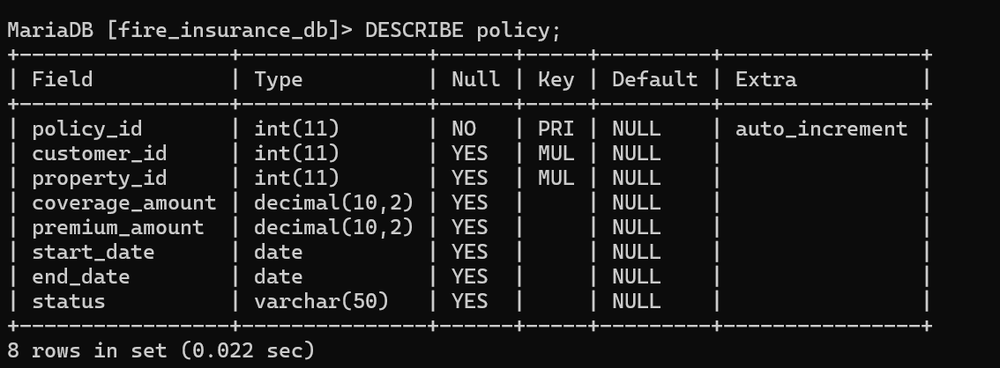 MariaDB [fire_insurance_db]> DESCRIBE policy;
+-----------------+---------------+------+-----+---------+----------------+
| Field           | Type          | Null | Key | Default | Extra          |
+-----------------+---------------+------+-----+---------+----------------+
| policy_id       | int(11)       | NO   | PRI | NULL    | auto_increment |
| customer_id     | int(11)       | YES  | MUL | NULL    |                |
| property_id     | int(11)       | YES  | MUL | NULL    |                |
| coverage_amount | decimal(10,2) | YES  |     | NULL    |                |
| premium_amount  | decimal(10,2) | YES  |     | NULL    |                |
| start_date      | date          | YES  |     | NULL    |                |
| end_date        | date          | YES  |     | NULL    |                |
| status          | varchar(50)   | YES  |     | NULL    |                |
+-----------------+---------------+------+-----+---------+----------------+
8 rows in set (0.022 sec)